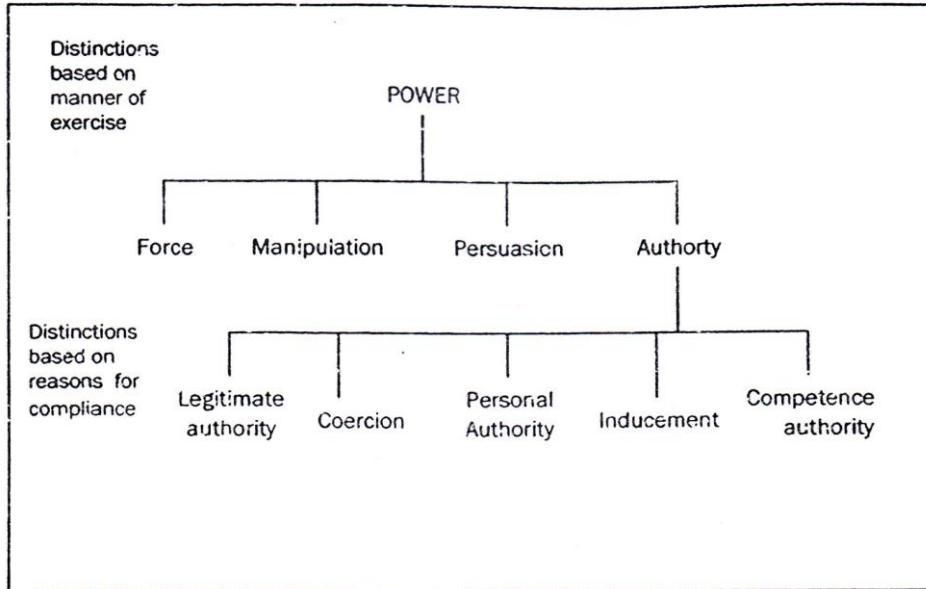 Distinctions
based on
manner of
exercise
POWER
Force Manipulation Persuasion Authorty
Distinctions
based on
reasons for
compliance
Legitimate
authority
Coercion
Personal
Authority
Inducement
Competence
authority